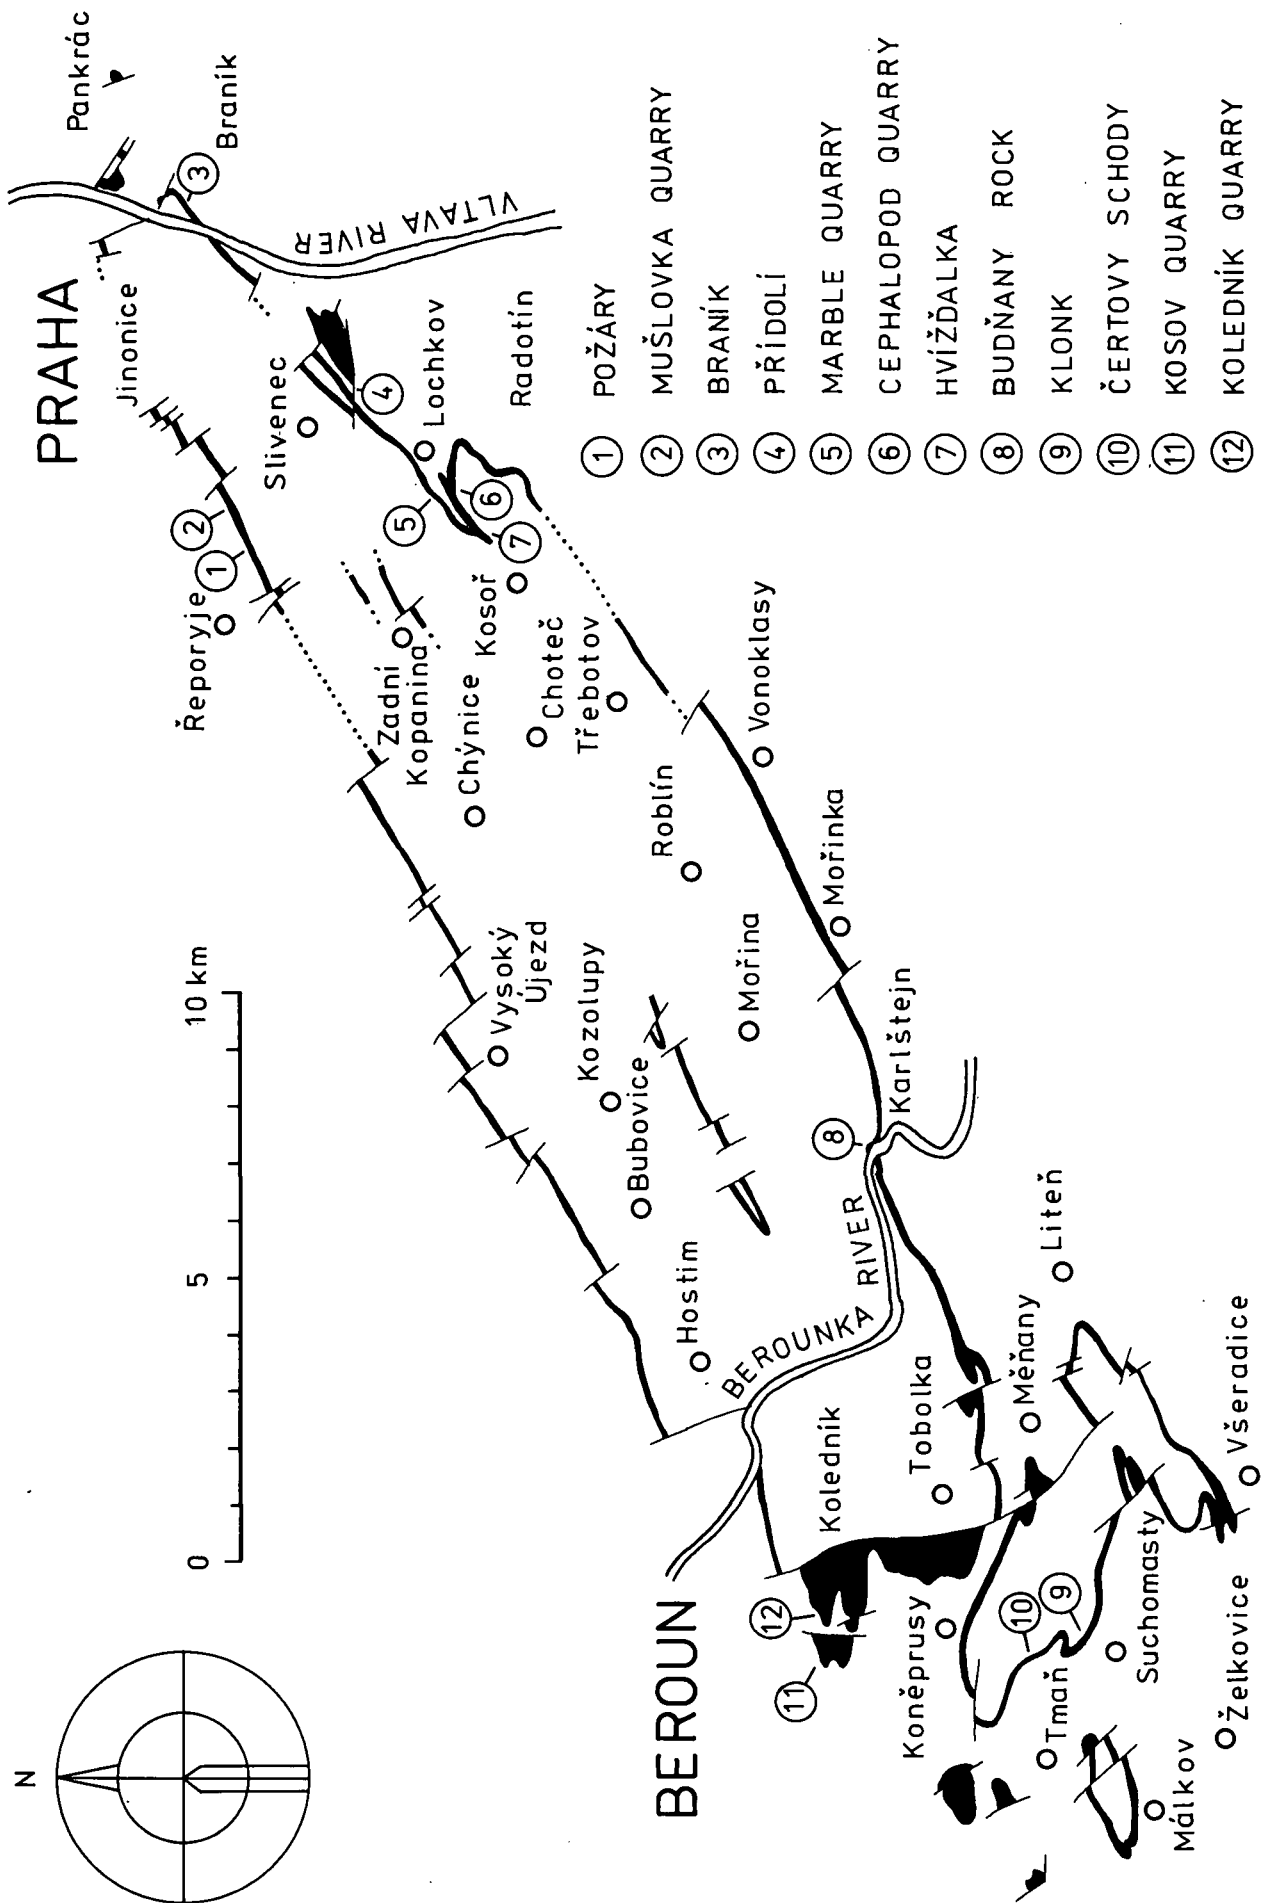 N
0
5
10 km
PRAHA
BEROUN
Pankrác
Braník
Jinonice
VLTAVA RIVER
Slivenec
Lochkov
Radotín
Řeporyje
Zadní
Kopanina
Kosoř
Chýnice
Choteč
Třebotov
Vysoký
Újezd
Kozolupy
Bubovice
Roblín
Vonoklasy
Mořinka
Mořina
Hostim
Karlštejn
BEROUNKA RIVER
Koledník
Tobolka
Měňany
Liteň
Koněprusy
Tmaň
Suchomasty
Všeradice
Málkov
Želkovice
1
2
3
4
5
6
7
8
9
10
11
12
1 POŽÁRY
2 MUŠLOVKA QUARRY
3 BRANÍK
4 PŘÍDOLÍ
5 MARBLE QUARRY
6 CEPHALOPOD QUARRY
7 HVÍŽĎALKA
8 BUDŇANY ROCK
9 KLONK
10 ČERTOVY SCHODY
11 KOSOV QUARRY
12 KOLEDNÍK QUARRY